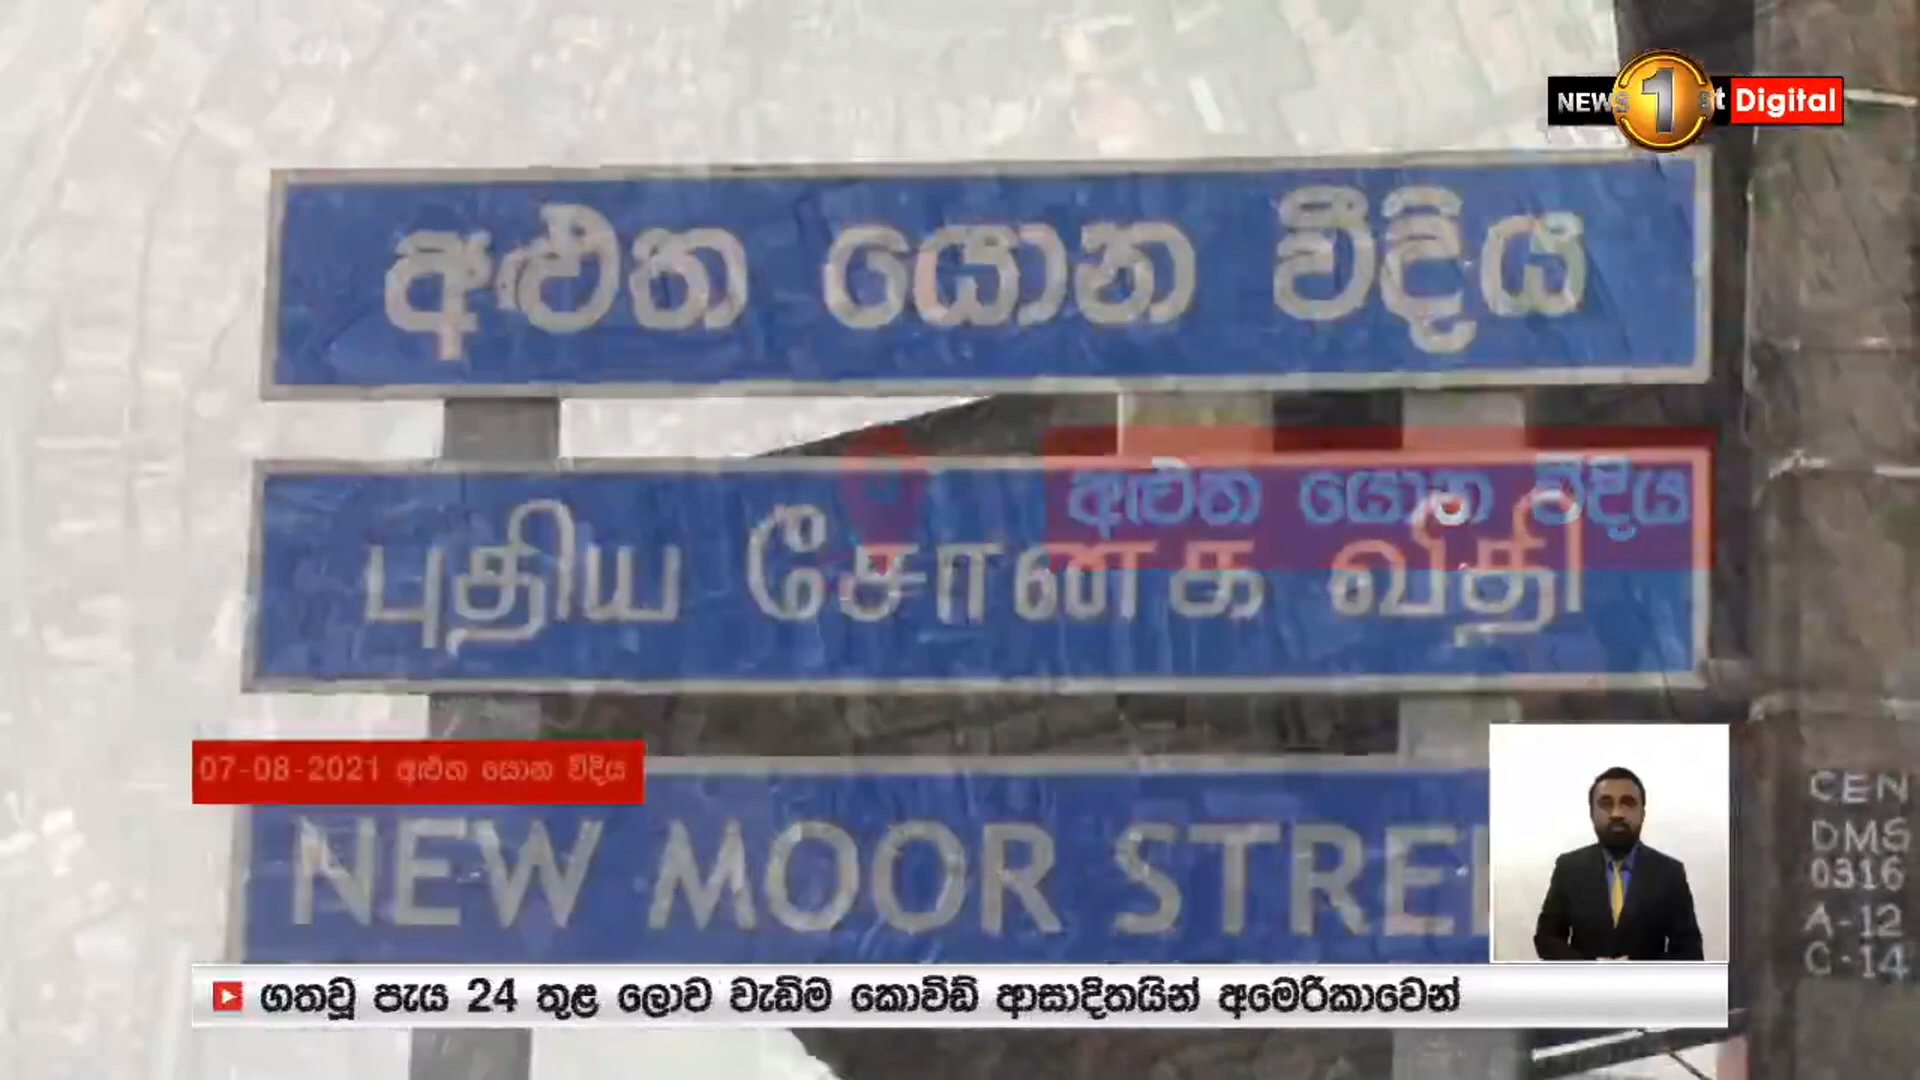 NEWS 1st Digital
අළුත් යොන වීදිය
අළුත් යොන වීදිය
புதிய சோனக வீதி
07-08-2021 අළුත් යොන වීදිය
NEW MOOR STREE
CEN
DMS
0316
A-12
C-14
ගතවූ පැය 24 තුළ ලොව වැඩිම කොවිඩ් ආසාදිතයින් අමෙරිකාවෙන්